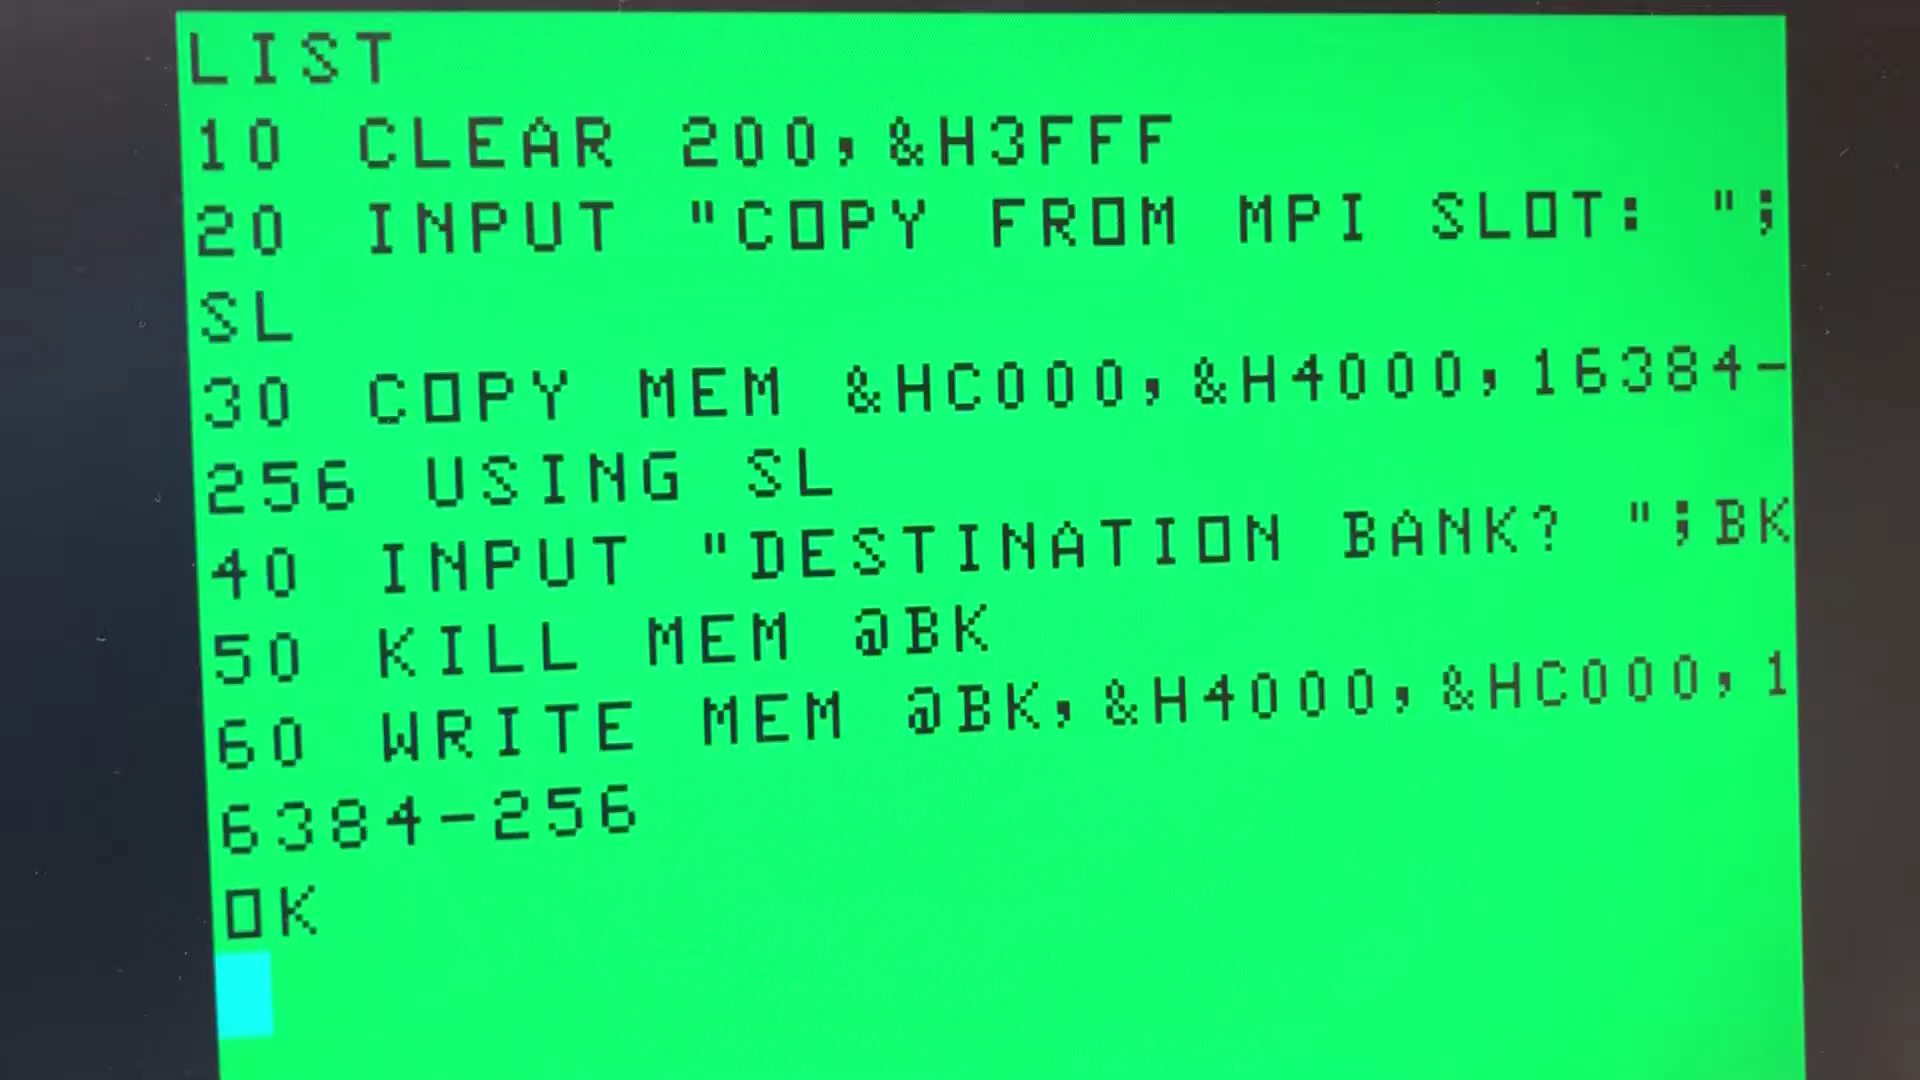 LIST
10 CLEAR 200,&H3FFF
20 INPUT "COPY FROM MPI SLOT: ";
SL
30 COPY MEM &HC000,&H4000,16384-
256 USING SL
40 INPUT "DESTINATION BANK? ";BK
50 KILL MEM @BK
60 WRITE MEM @BK,&H4000,&HC000,1
6384-256
OK